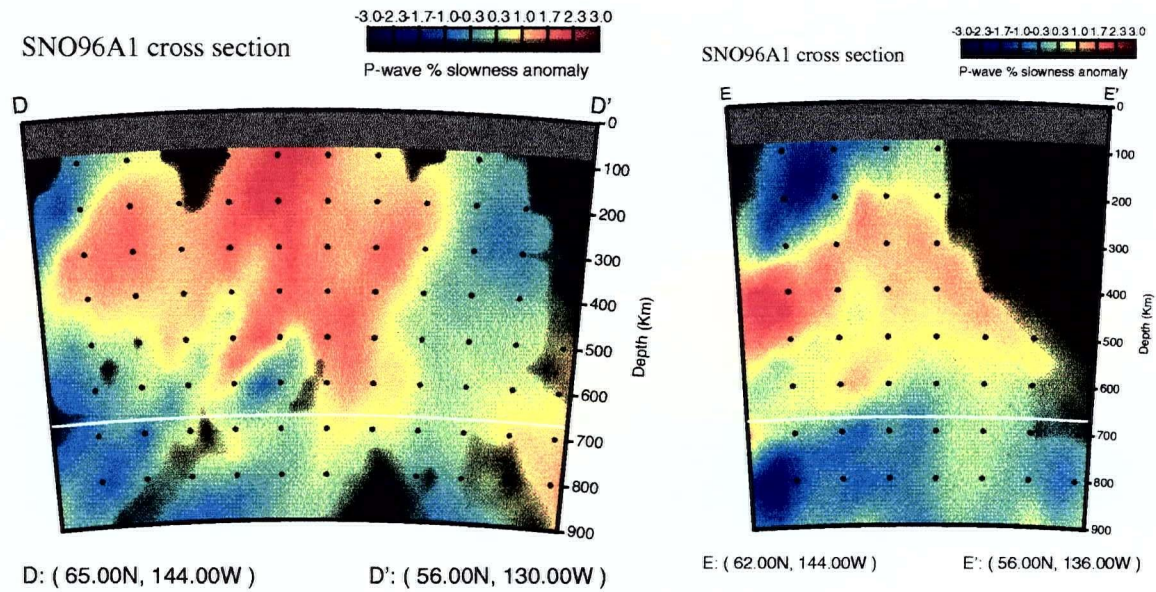 -3.0-2.3-1.7-1.0-0.3 0.3 1.0 1.7 2.3 3.0
SNO96A1 cross section
P-wave % slowness anomaly
D
D'
0
100
200
300
400
500
600
700
800
900
Depth (Km)
D: ( 65.00N, 144.00W )
D': ( 56.00N, 130.00W )
-3.0-2.3-1.7-1.0-0.3 0.3 1.0 1.7 2.3 3.0
SNO96A1 cross section
P-wave % slowness anomaly
E
E'
0
100
200
300
400
500
600
700
800
900
Depth (Km)
E: ( 62.00N, 144.00W )
E': ( 56.00N, 136.00W )